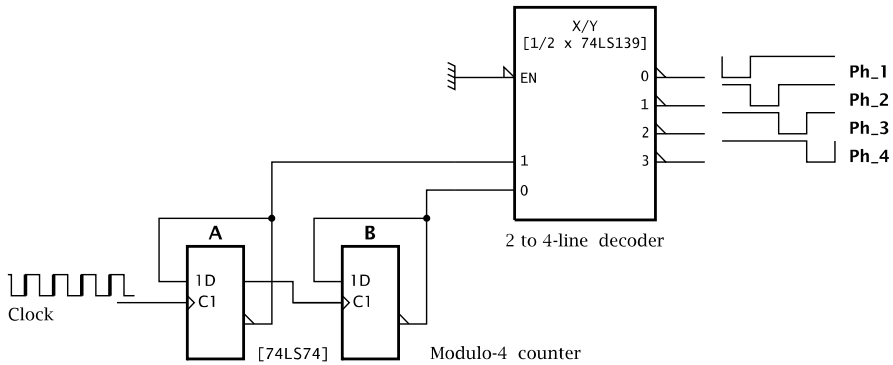 X/Y
[1/2 x 74LS139]
EN
0
1
2
3
1
0
Ph_1
Ph_2
Ph_3
Ph_4
2 to 4-line decoder
A
B
1D
C1
1D
C1
Clock
[74LS74]
Modulo-4 counter